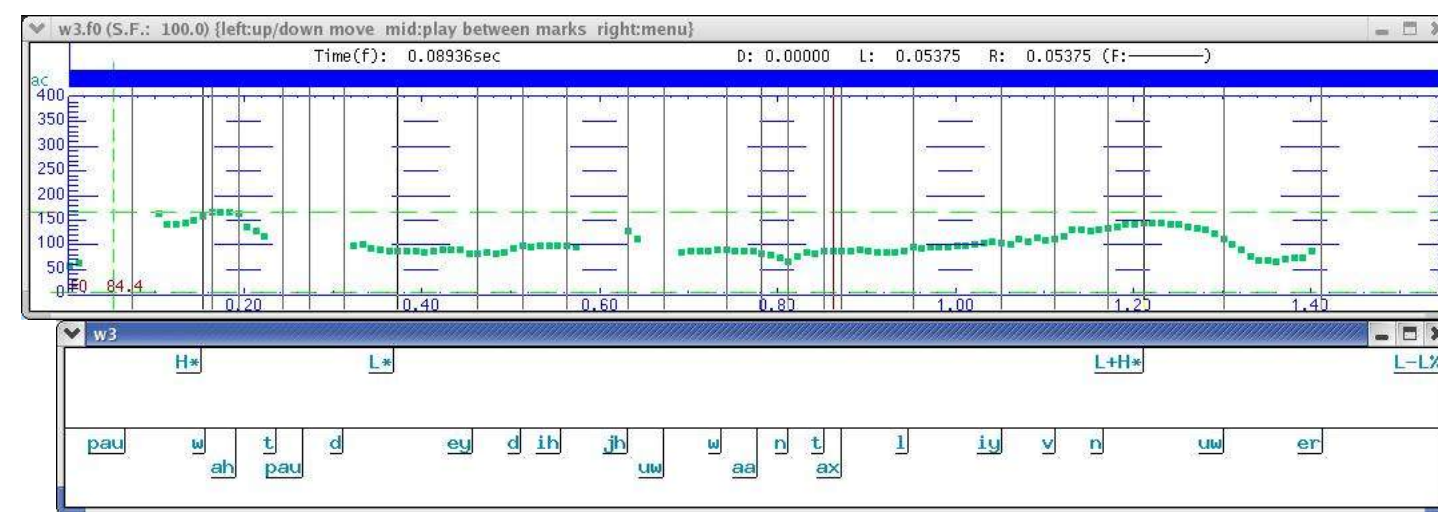 w3.f0 (S.F.: 100.0) {left:up/down move mid:play between marks right:menu}
Time(f): 0.08936sec D: 0.00000 L: 0.05375 R: 0.05375 (F:———)
ac
400
350
300
250
200
150
100
50
0
F0 84.4
0.20 0.40 0.60 0.80 1.00 1.20 1.40
w3
H* L* L+H* L-L%
pau w t d ey d ih jh w n t l iy v n uw er
ah pau uw aa ax